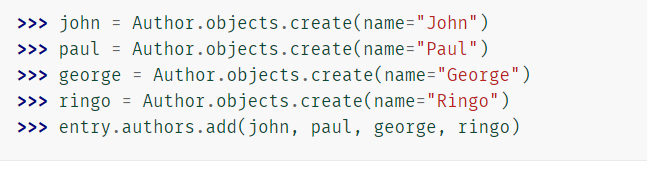 >>> john = Author.objects.create(name="John")
>>> paul = Author.objects.create(name="Paul")
>>> george = Author.objects.create(name="George")
>>> ringo = Author.objects.create(name="Ringo")
>>> entry.authors.add(john, paul, george, ringo)